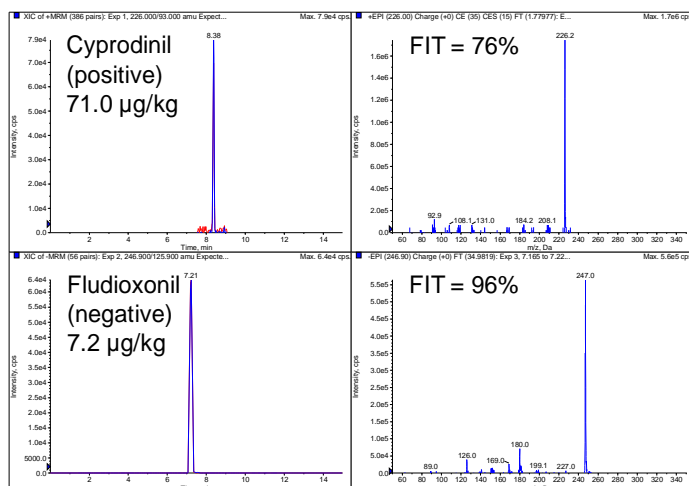 XIC of +MRM (386 pairs): Exp 1, 226.000/93.000 amu Expecte...
Max. 7.9e4 cps.
7.9e4
7.0e4
6.0e4
5.0e4
4.0e4
3.0e4
2.0e4
1.0e4
0.0
Intensity, cps
8.38
Cyprodinil
(positive)
71.0 µg/kg
2 4 6 8 10 12 14
Time, min
+EPI (226.00) Charge (+0) CE (35) CES (15) FT (1.77977): E...
Max. 1.7e6 cps.
1.6e6
1.4e6
1.2e6
1.0e6
8.0e5
6.0e5
4.0e5
2.0e5
0.0
Intensity, cps
FIT = 76%
226.2
92.9 108.1 131.0 184.2 208.1
60 80 100 120 140 160 180 200 220 240 260 280 300 320 340
m/z, Da
XIC of -MRM (56 pairs): Exp 2, 246.900/125.900 amu Expecte...
Max. 6.4e4 cps.
6.4e4
6.0e4
5.5e4
5.0e4
4.5e4
4.0e4
3.5e4
3.0e4
2.5e4
2.0e4
1.5e4
1.0e4
5000.0
0.0
Intensity, cps
7.21
Fludioxonil
(negative)
7.2 µg/kg
2 4 6 8 10 12 14
-EPI (246.90) Charge (+0) FT (34.9819): Exp 3, 7.165 to 7.22...
Max. 5.6e5 cps.
5.5e5
5.0e5
4.5e5
4.0e5
3.5e5
3.0e5
2.5e5
2.0e5
1.5e5
1.0e5
5.0e4
0.0
Intensity, cps
FIT = 96%
247.0
89.0 126.0 169.0 180.0 199.1 227.0
60 80 100 120 140 160 180 200 220 240 260 280 300 320 340